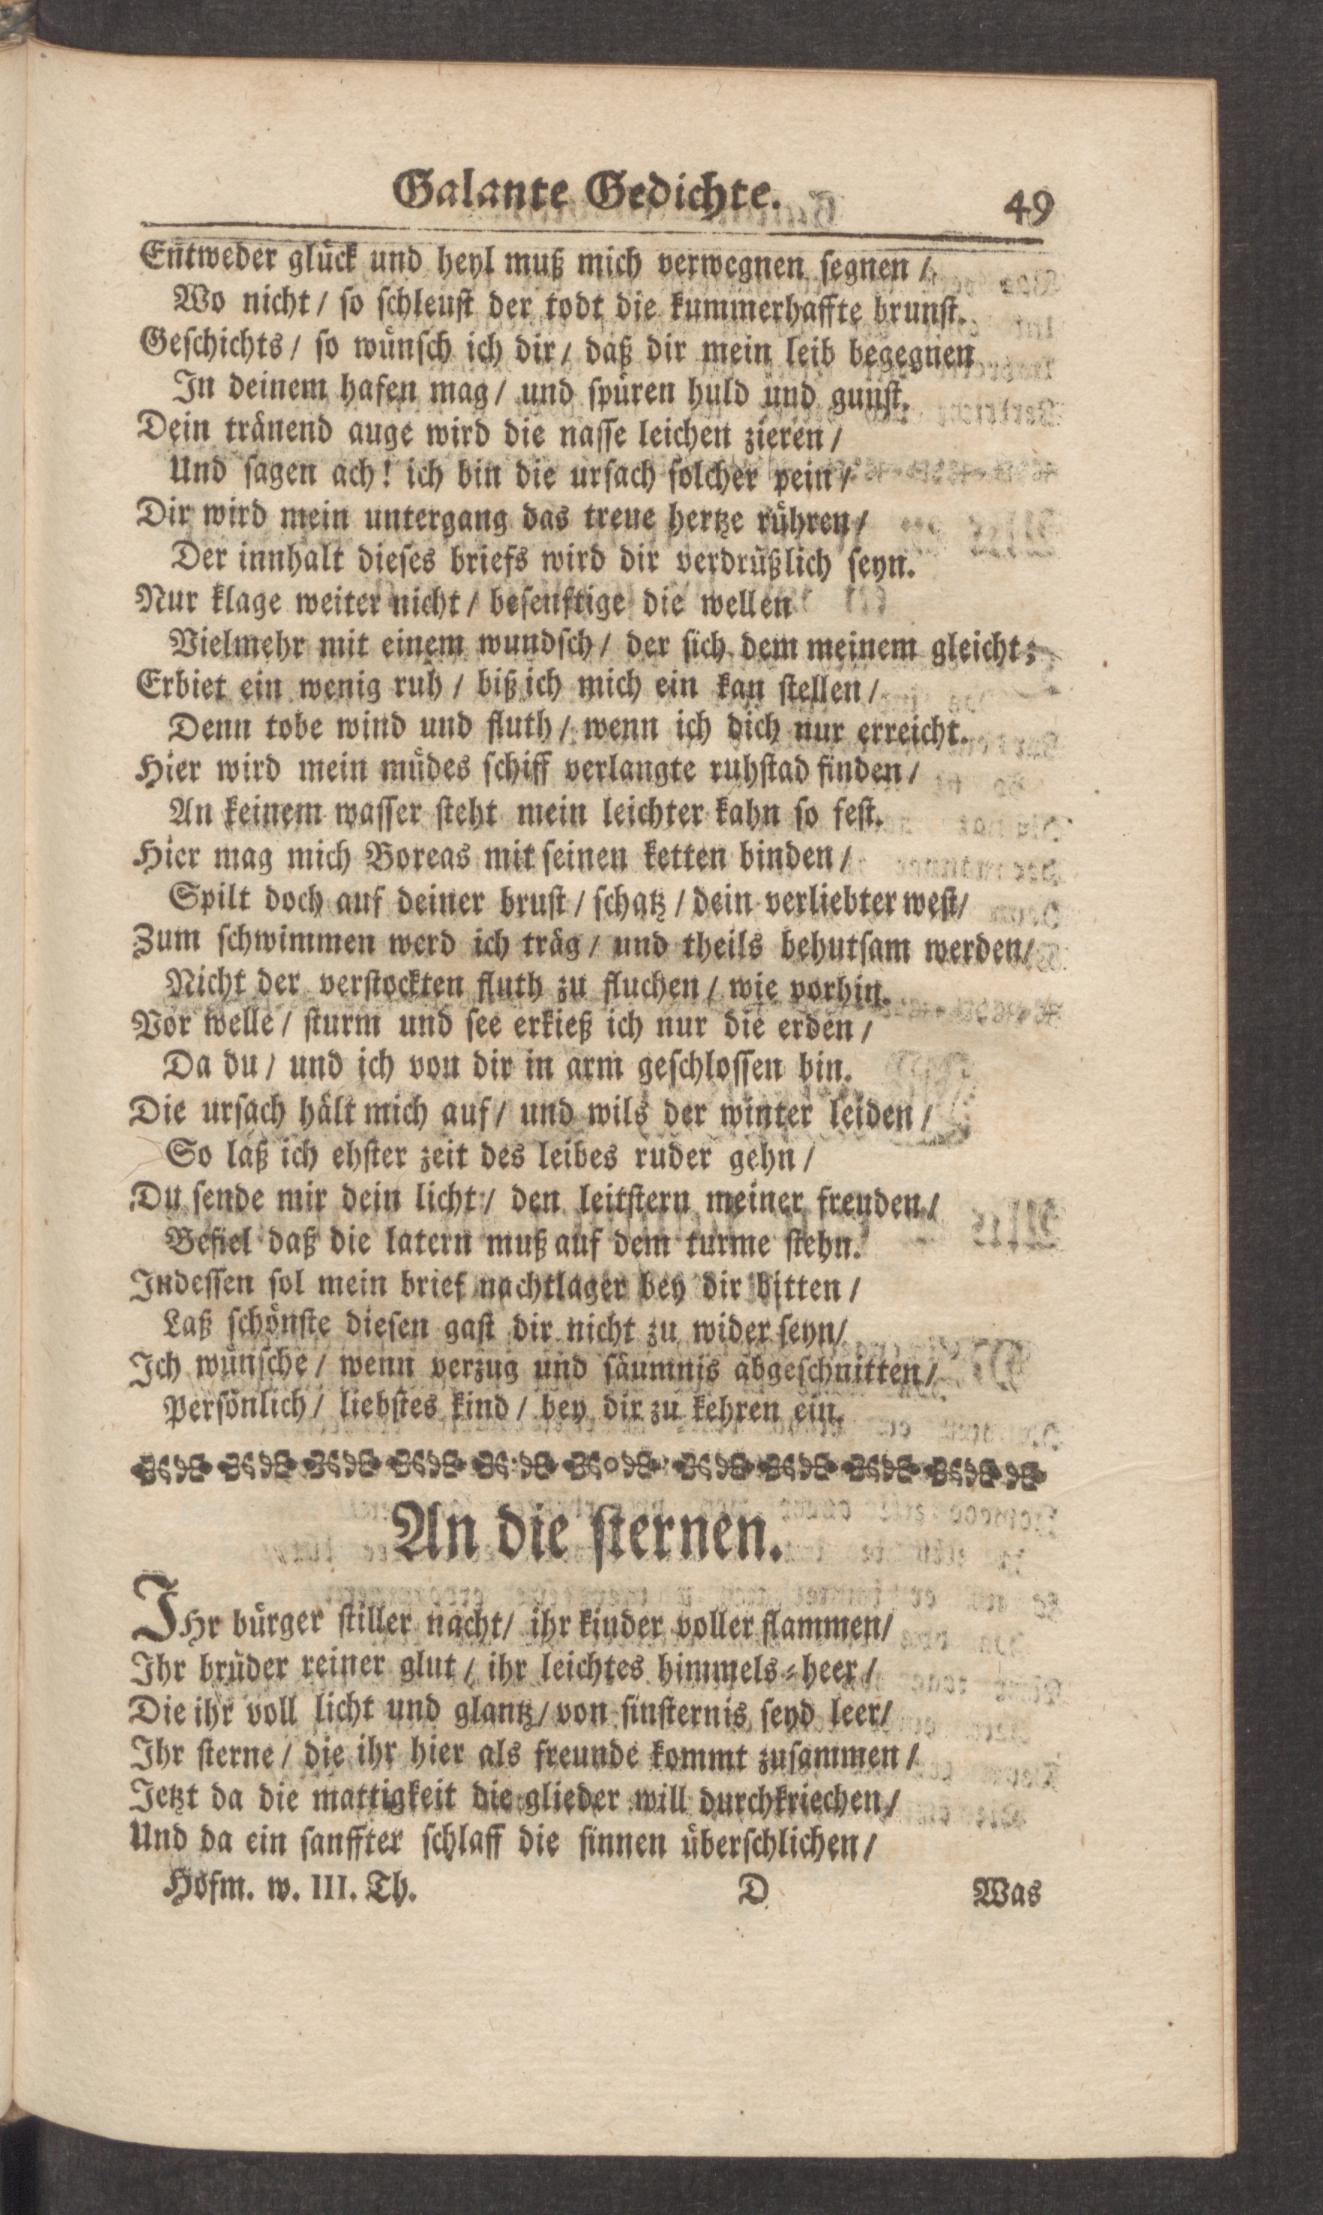 Galante Gedichte. 49
Entweder glück und heyl muß mich verwegnen segnen /
Wo nicht / so schleust der todt die kummerhaffte brunst.
Geschichts / so wünsch ich dir / daß dir mein leib begegnen
In deinem hafen mag / und spüren huld und gunst.
Dein tränend auge wird die nasse leichen zieren /
Und sagen ach! ich bin die ursach solcher pein /
Dir wird mein untergang das treue hertze rühren /
Der innhalt dieses briefs wird dir verdrüßlich seyn.
Nur klage weiter nicht / besenftige die wellen
Vielmehr mit einem wundsch / der sich dem meinem gleicht;
Erbiet ein wenig ruh / biß ich mich ein kan stellen /
Denn tobe wind und fluth / wenn ich dich nur erreicht.
Hier wird mein müdes schiff verlangte ruhstad finden /
An keinem wasser steht mein leichter kahn so fest.
Hier mag mich Boreas mit seinen ketten binden /
Spilt doch auf deiner brust / schatz / dein verliebter west /
Zum schwimmen werd ich träg / und theils behutsam werden /
Nicht der verstockten fluth zu fluchen / wie vorhin.
Vor welle / sturm und see erkieß ich nur die erden /
Da du / und ich von dir in arm geschlossen bin.
Die ursach hält mich auf / und wils der winter leiden /
So laß ich ehster zeit des leibes ruder gehn /
Du sende mir dein licht / den leitstern meiner freuden /
Befiel daß die latern muß auf dem turme stehn.
Indessen sol mein brief nachtlager bey dir bitten /
Laß schönste diesen gast dir nicht zu wider seyn /
Ich wünsche / wenn verzug und säumnis abgeschnitten /
Persönlich / liebstes kind / bey dir zu kehren ein.
An die sternen.
IHr bürger stiller nacht / ihr kinder voller flammen /
Ihr brüder reiner glut / ihr leichtes himmels-heer /
Die ihr voll licht und glantz / von finsternis seyd leer /
Ihr sterne / die ihr hier als freunde kommt zusammen /
Jetzt da die mattigkeit die glieder will durchkriechen /
Und da ein sanffter schlaff die sinnen überschlichen /
Hofm. w. III. Th. D Was